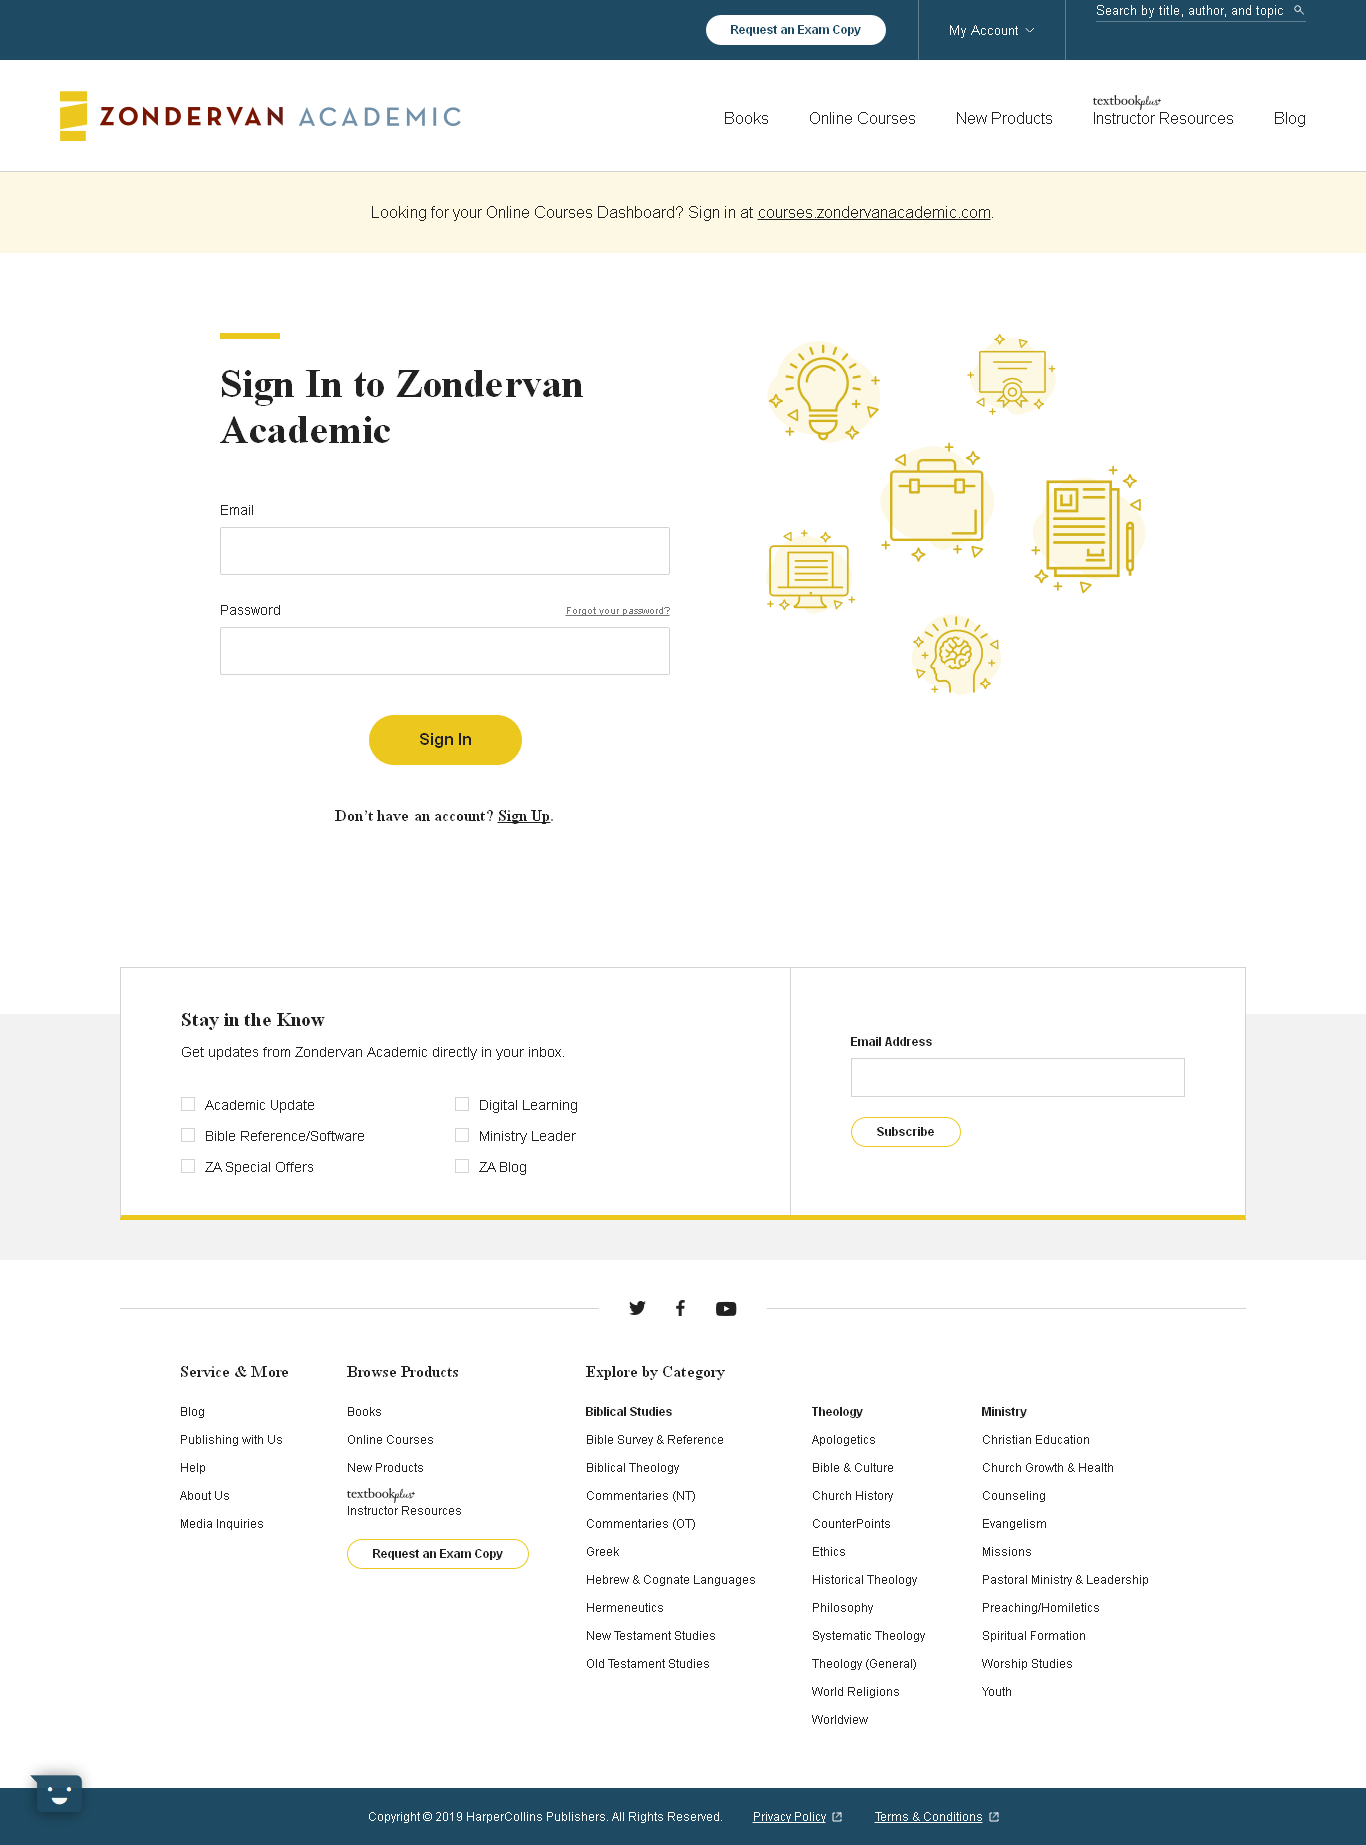 Request an Exam Copy
My Account
Search by title, author, and topic
ZONDERVAN ACADEMIC
Books
Online Courses
New Products
textbookplus+
Instructor Resources
Blog
Looking for your Online Courses Dashboard? Sign in at courses.zondervanacademic.com.
Sign In to Zondervan
Academic
Email
Password
Forgot your password?
Sign In
Don't have an account? Sign Up.
Stay in the Know
Get updates from Zondervan Academic directly in your inbox.
Academic Update
Digital Learning
Bible Reference/Software
Ministry Leader
ZA Special Offers
ZA Blog
Email Address
Subscribe
Service & More
Blog
Publishing with Us
Help
About Us
Media Inquiries
Browse Products
Books
Online Courses
New Products
textbookplus+
Instructor Resources
Request an Exam Copy
Explore by Category
Biblical Studies
Bible Survey & Reference
Biblical Theology
Commentaries (NT)
Commentaries (OT)
Greek
Hebrew & Cognate Languages
Hermeneutics
New Testament Studies
Old Testament Studies
Theology
Apologetics
Bible & Culture
Church History
CounterPoints
Ethics
Historical Theology
Philosophy
Systematic Theology
Theology (General)
World Religions
Worldview
Ministry
Christian Education
Church Growth & Health
Counseling
Evangelism
Missions
Pastoral Ministry & Leadership
Preaching/Homiletics
Spiritual Formation
Worship Studies
Youth
Copyright © 2019 HarperCollins Publishers. All Rights Reserved.
Privacy Policy
Terms & Conditions